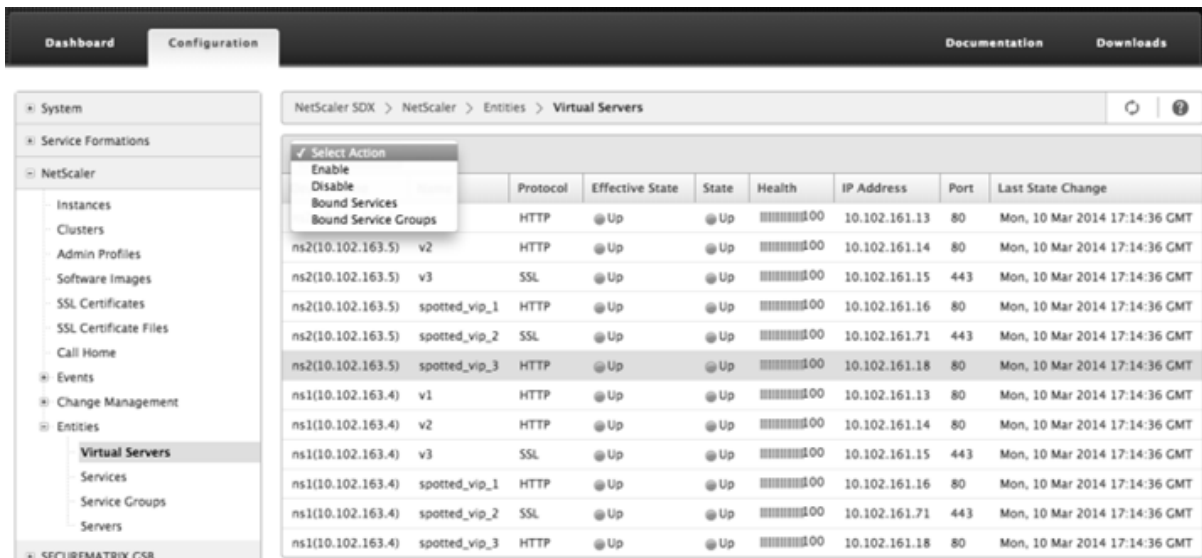 Dashboard
Configuration
Documentation
Downloads
System
Service Formations
NetScaler
Instances
Clusters
Admin Profiles
Software Images
SSL Certificates
SSL Certificate Files
Call Home
Events
Change Management
Entities
Virtual Servers
Services
Service Groups
Servers
SECUREMATRIX GSB
NetScaler SDX > NetScaler > Entities > Virtual Servers
✓ Select Action
Enable
Disable
Bound Services
Bound Service Groups
Protocol Effective State State Health IP Address Port Last State Change
HTTP Up Up 100 10.102.161.13 80 Mon, 10 Mar 2014 17:14:36 GMT
ns2(10.102.163.5) v2 HTTP Up Up 100 10.102.161.14 80 Mon, 10 Mar 2014 17:14:36 GMT
ns2(10.102.163.5) v3 SSL Up Up 100 10.102.161.15 443 Mon, 10 Mar 2014 17:14:36 GMT
ns2(10.102.163.5) spotted_vip_1 HTTP Up Up 100 10.102.161.16 80 Mon, 10 Mar 2014 17:14:36 GMT
ns2(10.102.163.5) spotted_vip_2 SSL Up Up 100 10.102.161.71 443 Mon, 10 Mar 2014 17:14:36 GMT
ns2(10.102.163.5) spotted_vip_3 HTTP Up Up 100 10.102.161.18 80 Mon, 10 Mar 2014 17:14:36 GMT
ns1(10.102.163.4) v1 HTTP Up Up 100 10.102.161.13 80 Mon, 10 Mar 2014 17:14:36 GMT
ns1(10.102.163.4) v2 HTTP Up Up 100 10.102.161.14 80 Mon, 10 Mar 2014 17:14:36 GMT
ns1(10.102.163.4) v3 SSL Up Up 100 10.102.161.15 443 Mon, 10 Mar 2014 17:14:36 GMT
ns1(10.102.163.4) spotted_vip_1 HTTP Up Up 100 10.102.161.16 80 Mon, 10 Mar 2014 17:14:36 GMT
ns1(10.102.163.4) spotted_vip_2 SSL Up Up 100 10.102.161.71 443 Mon, 10 Mar 2014 17:14:36 GMT
ns1(10.102.163.4) spotted_vip_3 HTTP Up Up 100 10.102.161.18 80 Mon, 10 Mar 2014 17:14:36 GMT